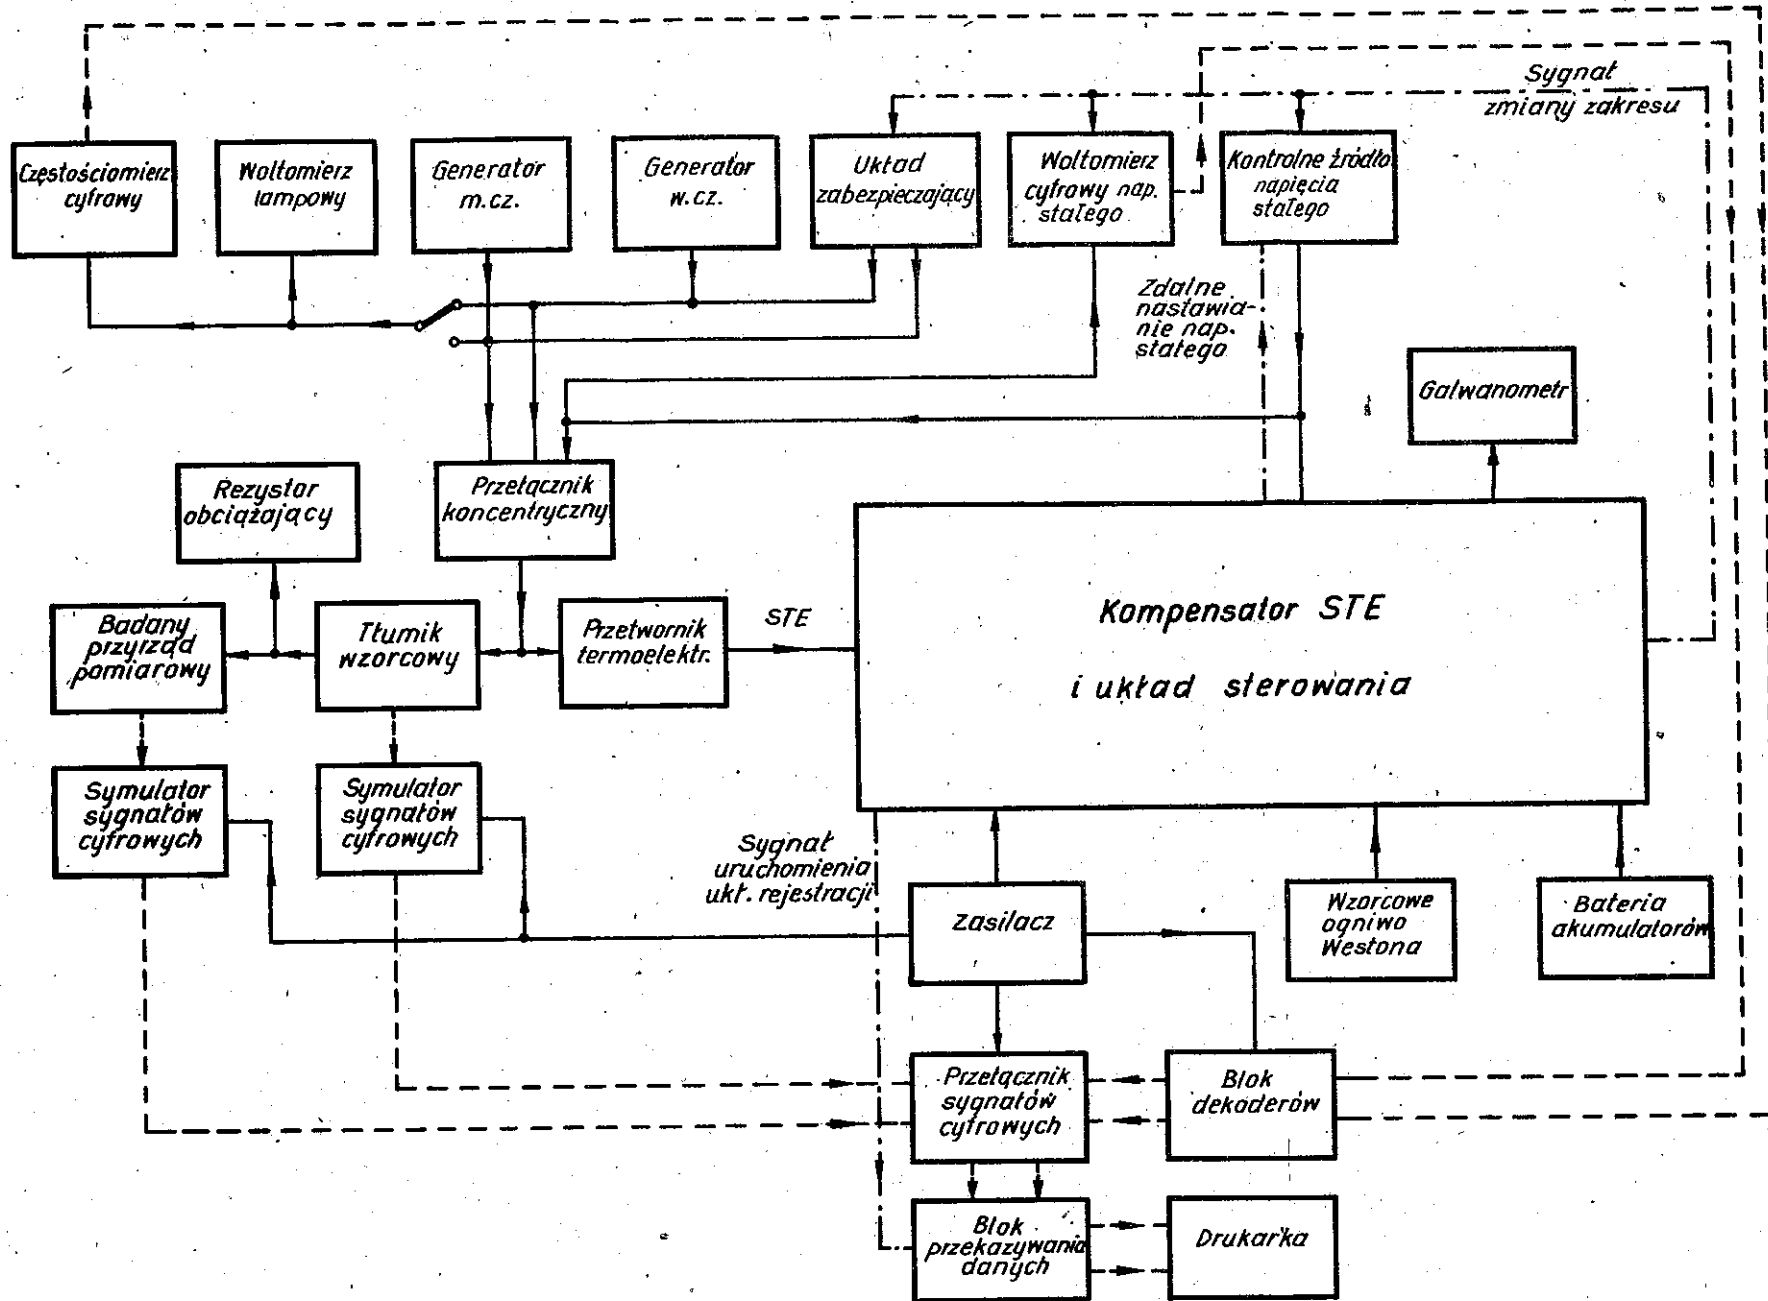 Sygnał
zmiany zakresu
Częstościomierz
cyfrowy
Woltomierz
lampowy
Generator
m.cz.
Generator
w.cz.
Układ
zabezpieczający
Woltomierz
cyfrowy nap.
stałego
Kontrolne źródło
napięcia
stałego
Zdalne
nastawia-
nie nap.
stałego
Galwanometr
Rezystor
obciążający
Przełącznik
koncentryczny
Badany
przyrząd
pomiarowy
Tłumik
wzorcowy
Przetwornik
termoelektr.
STE
Kompensator STE
i układ sterowania
Symulator
sygnałów
cyfrowych
Symulator
sygnałów
cyfrowych
Sygnał
uruchomienia
ukł. rejestracji
Zasilacz
Wzorcowe
ogniwo
Westona
Bateria
akumulatorów
Przełącznik
sygnałów
cyfrowych
Blok
dekoderów
Blok
przekazywania
danych
Drukarka